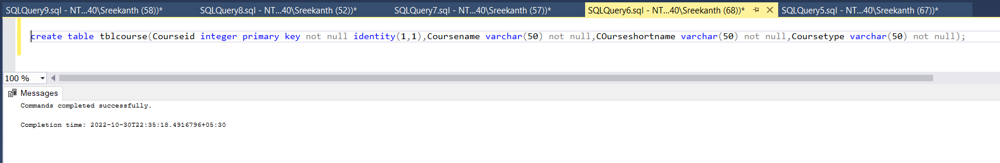 SQLQuery9.sql - NT...40\Sreekanth (58))* SQLQuery8.sql - NT...40\Sreekanth (52))* SQLQuery7.sql - NT...40\Sreekanth (57))* SQLQuery6.sql - NT...40\Sreekanth (68))* SQLQuery5.sql - NT...40\Sreekanth (67))*
create table tblcourse(Courseid integer primary key not null identity(1,1),Coursename varchar(50) not null,COurseshortname varchar(50) not null,Coursetype varchar(50) not null);
100 %
Messages
Commands completed successfully.
Completion time: 2022-10-30T22:35:18.4916796+05:30